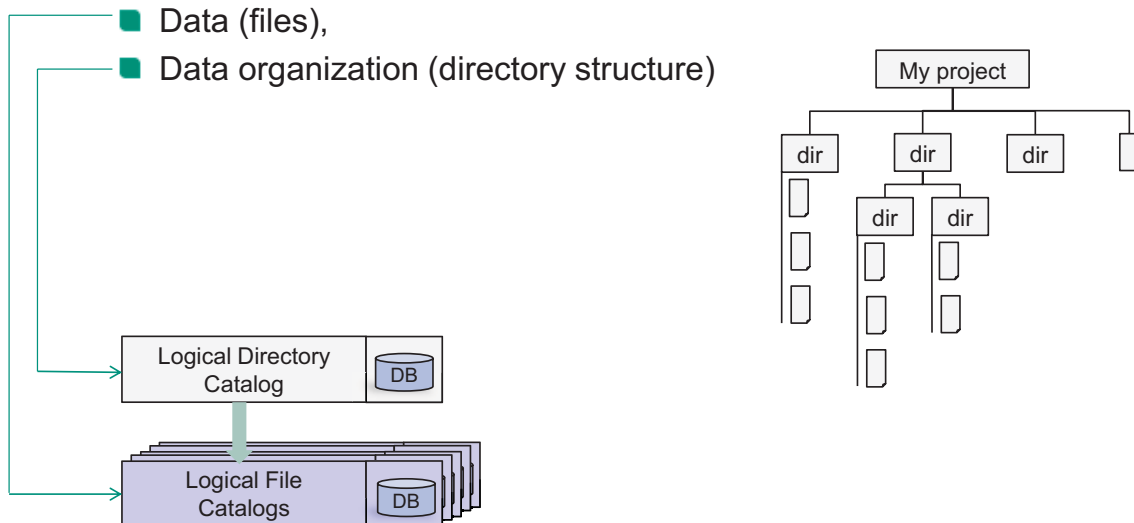 Data (files),
Data organization (directory structure)
My project
dir
dir
dir
dir
dir
Logical Directory
Catalog
DB
Logical File
Catalogs
DB